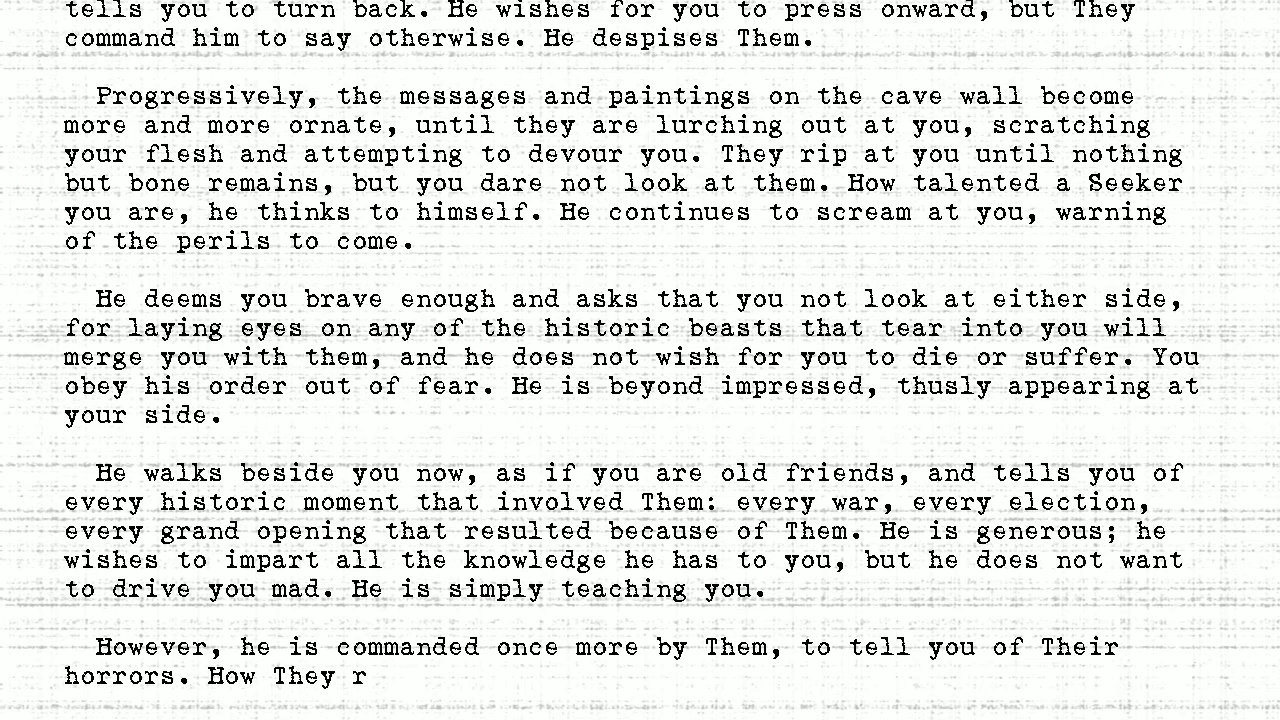 tells you to turn back. He wishes for you to press onward, but They
command him to say otherwise. He despises Them.
Progressively, the messages and paintings on the cave wall become
more and more ornate, until they are lurching out at you, scratching
your flesh and attempting to devour you. They rip at you until nothing
but bone remains, but you dare not look at them. How talented a Seeker
you are, he thinks to himself. He continues to scream at you, warning
of the perils to come.
He deems you brave enough and asks that you not look at either side,
for laying eyes on any of the historic beasts that tear into you will
merge you with them, and he does not wish for you to die or suffer. You
obey his order out of fear. He is beyond impressed, thusly appearing at
your side.
He walks beside you now, as if you are old friends, and tells you of
every historic moment that involved Them: every war, every election,
every grand opening that resulted because of Them. He is generous; he
wishes to impart all the knowledge he has to you, but he does not want
to drive you mad. He is simply teaching you.
However, he is commanded once more by Them, to tell you of Their
horrors. How They r